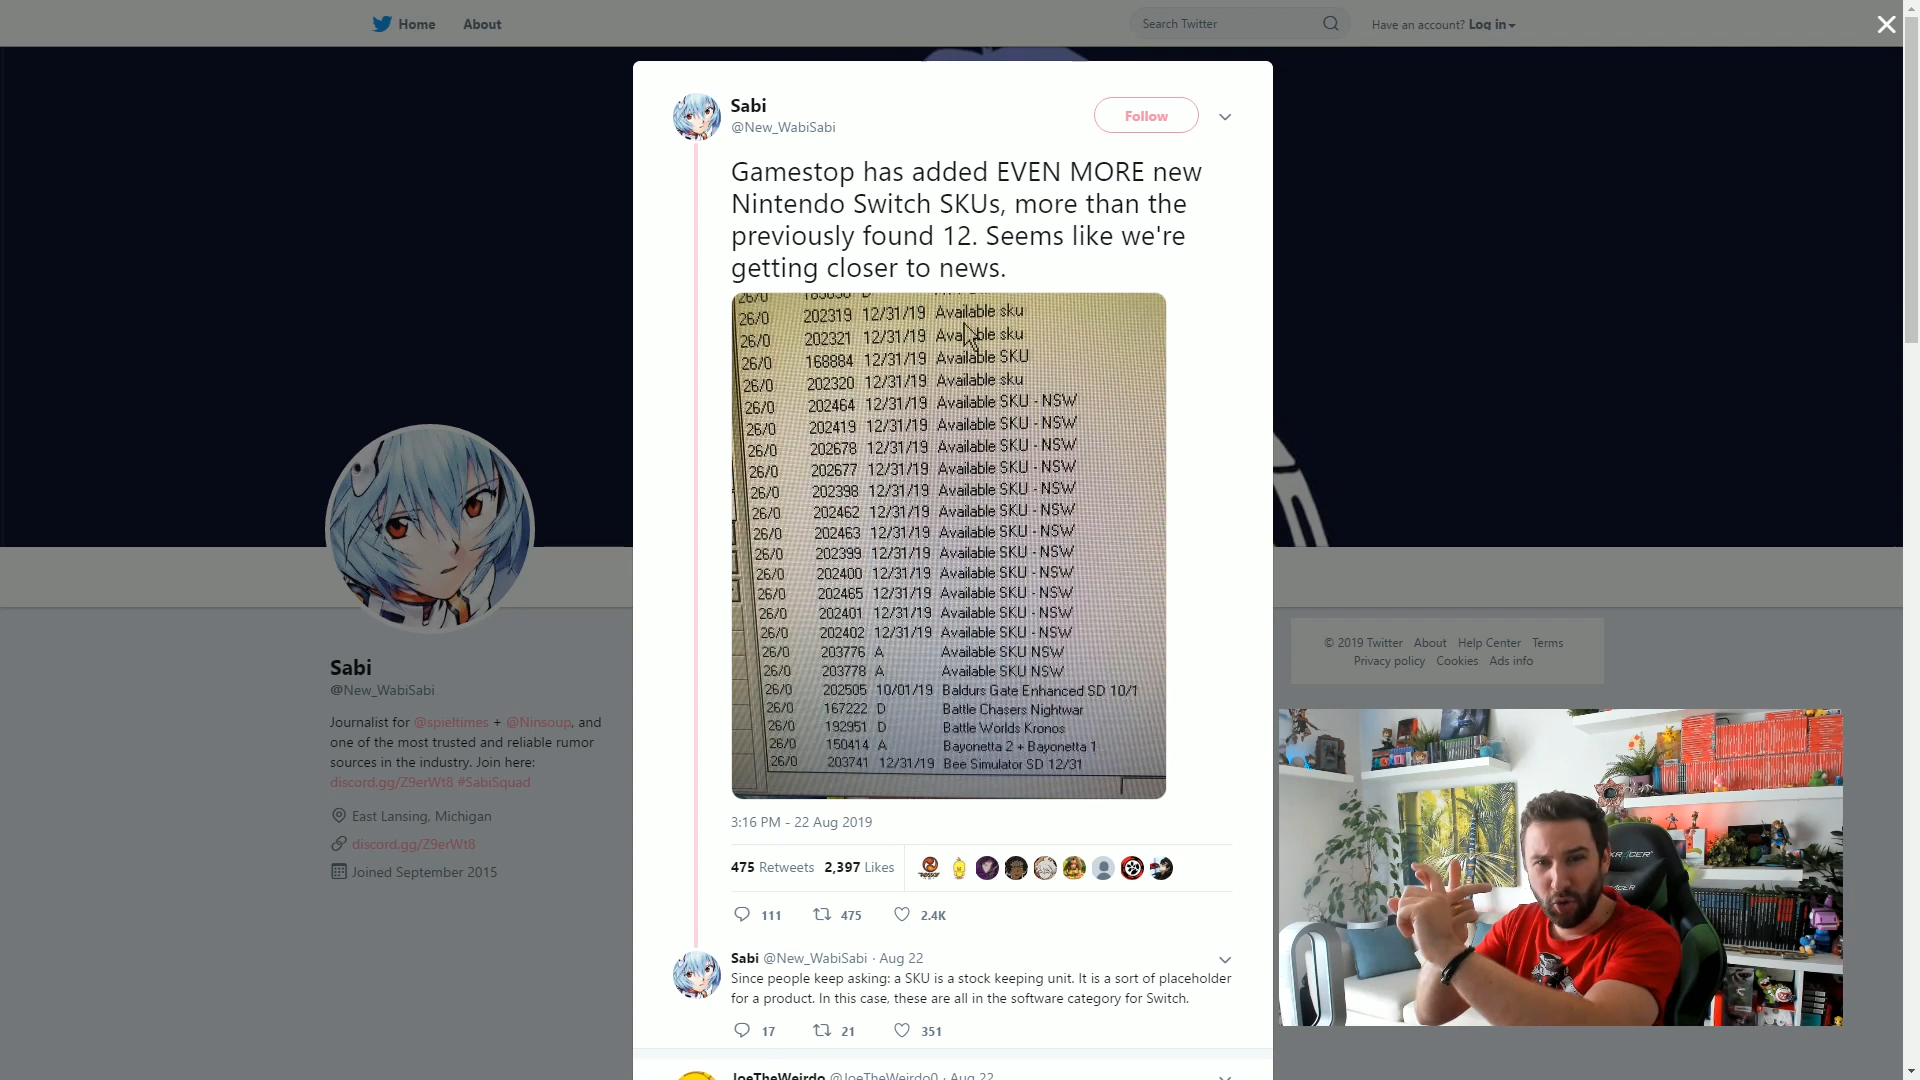 Home
About
Search Twitter
Have an account? Log in
Sabi
@New_WabiSabi
Follow
Gamestop has added EVEN MORE new
Nintendo Switch SKUs, more than the
previously found 12. Seems like we're
getting closer to news.
26/0
26/0 202319 12/31/19 Available sku
26/0 202321 12/31/19 Available sku
26/0 168884 12/31/19 Available SKU
26/0 202320 12/31/19 Available sku
26/0 202464 12/31/19 Available SKU - NSW
26/0 202419 12/31/19 Available SKU - NSW
26/0 202678 12/31/19 Available SKU - NSW
26/0 202677 12/31/19 Available SKU - NSW
26/0 202398 12/31/19 Available SKU - NSW
26/0 202462 12/31/19 Available SKU - NSW
26/0 202463 12/31/19 Available SKU - NSW
26/0 202399 12/31/19 Available SKU - NSW
26/0 202400 12/31/19 Available SKU - NSW
26/0 202465 12/31/19 Available SKU - NSW
26/0 202401 12/31/19 Available SKU - NSW
26/0 202402 12/31/19 Available SKU - NSW
26/0 203776 A Available SKU NSW
26/0 203778 A Available SKU NSW
26/0 202505 10/01/19 Baldurs Gate Enhanced SD 10/1
26/0 167222 D Battle Chasers Nightwar
26/0 192951 D Battle Worlds Kronos
26/0 150414 A Bayonetta 2 + Bayonetta 1
26/0 203741 12/31/19 Bee Simulator SD 12/31
3:16 PM - 22 Aug 2019
475 Retweets 2,397 Likes
111 475 2.4K
Sabi @New_WabiSabi · Aug 22
Since people keep asking: a SKU is a stock keeping unit. It is a sort of placeholder
for a product. In this case, these are all in the software category for Switch.
17 21 351
JoeTheWeirdo @JoeTheWeirdo0 · Aug 22
Sabi
@New_WabiSabi
Journalist for @spieltimes + @Ninsoup, and
one of the most trusted and reliable rumor
sources in the industry. Join here:
discord.gg/Z9erWt8 #SabiSquad
East Lansing, Michigan
discord.gg/Z9erWt8
Joined September 2015
© 2019 Twitter About Help Center Terms
Privacy policy Cookies Ads info